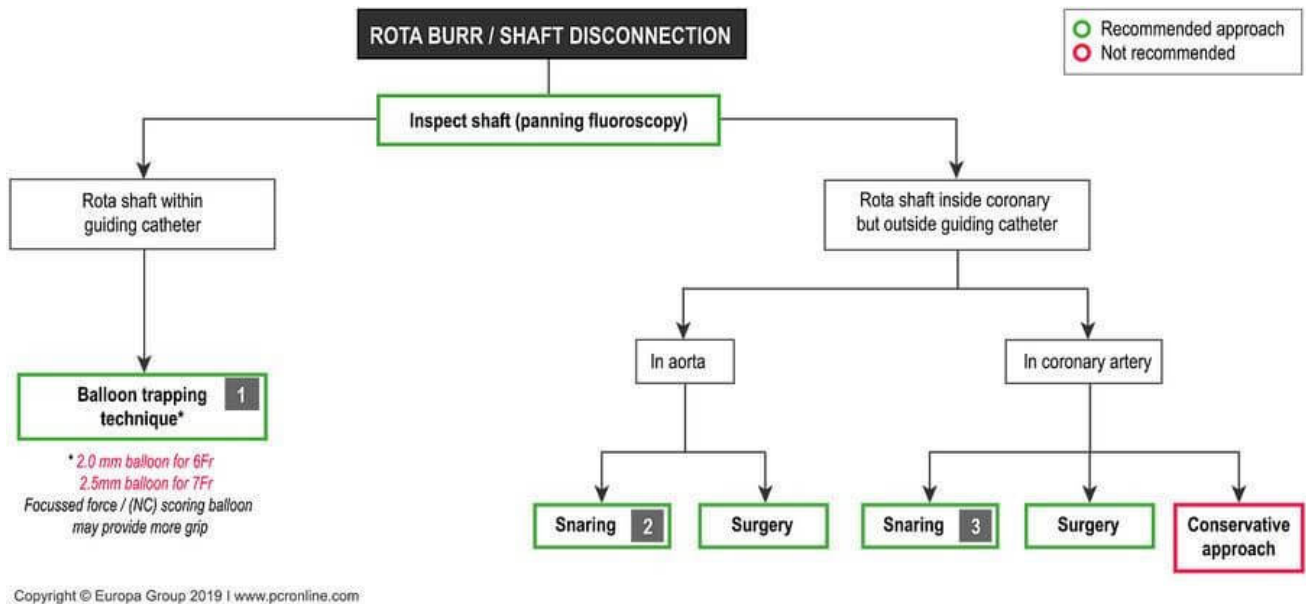 ROTA BURR / SHAFT DISCONNECTION
Recommended approach
Not recommended
Inspect shaft (panning fluoroscopy)
Rota shaft within
guiding catheter
Rota shaft inside coronary
but outside guiding catheter
In aorta
In coronary artery
Balloon trapping
technique*
1
* 2.0 mm balloon for 6Fr
2.5mm balloon for 7Fr
Focussed force / (NC) scoring balloon
may provide more grip
Snaring 2
Surgery
Snaring 3
Surgery
Conservative
approach
Copyright © Europa Group 2019 I www.pcronline.com